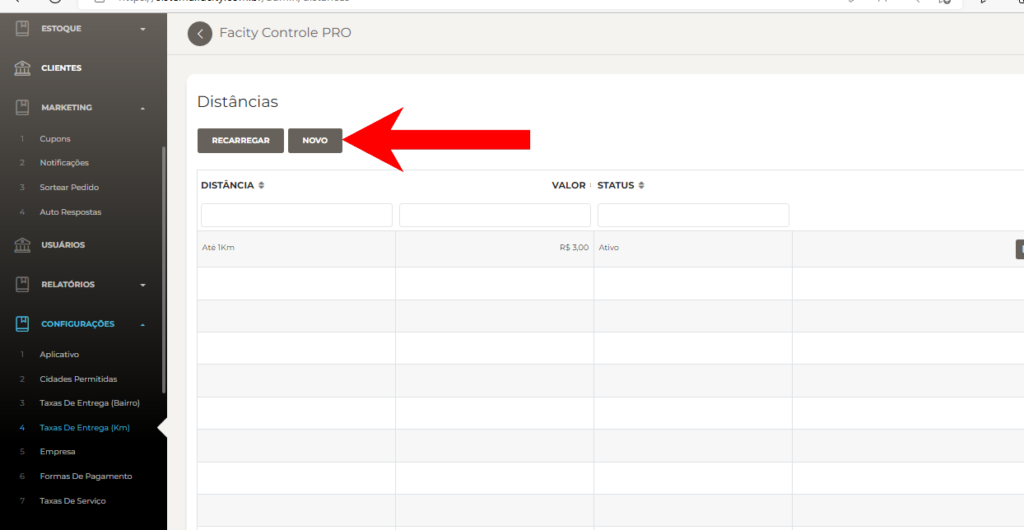 ESTOQUE
CLIENTES
MARKETING
1 Cupons
2 Notificações
3 Sortear Pedido
4 Auto Respostas
USUÁRIOS
RELATÓRIOS
CONFIGURAÇÕES
1 Aplicativo
2 Cidades Permitidas
3 Taxas De Entrega (Bairro)
4 Taxas De Entrega (Km)
5 Empresa
6 Formas De Pagamento
7 Taxas De Serviço
Facity Controle PRO
Distâncias
RECARREGAR NOVO
DISTÂNCIA VALOR STATUS
Até 1Km R$ 3,00 Ativo